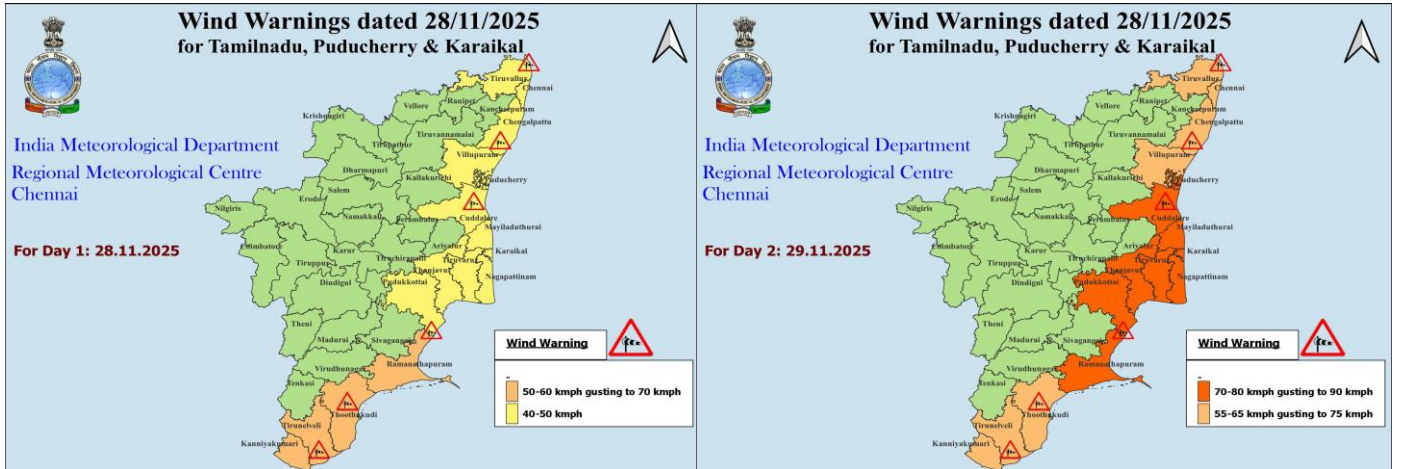 Wind Warnings dated 28/11/2025
for Tamilnadu, Puducherry & Karaikal
India Meteorological Department
Regional Meteorological Centre
Chennai
For Day 1: 28.11.2025
Tiruvallur
Chennai
Vellore
Ranipet
Kancheepuram
Krishnagiri
Chengalpattu
Tiruvannamalai
Tirupathur
Villupuram
Dharmapuri
Kallakurichi
Puducherry
Salem
Erode
Nilgiris
Namakkal
Perambalur
Cuddalore
Mayiladuthurai
Coimbatore
Karur
Ariyalur
Karaikal
Tiruppur
Tiruchirapalli
Thanjavur
Tiruvarur
Nagapattinam
Dindigul
Pudukkottai
Theni
Madurai
Sivagangai
Virudhunagar
Ramanathapuram
Tenkasi
Thoothukudi
Tirunelveli
Kanniyakumari
Wind Warning
50-60 kmph gusting to 70 kmph
40-50 kmph
Wind Warnings dated 28/11/2025
for Tamilnadu, Puducherry & Karaikal
India Meteorological Department
Regional Meteorological Centre
Chennai
For Day 2: 29.11.2025
Tiruvallur
Chennai
Vellore
Ranipet
Kancheepuram
Krishnagiri
Chengalpattu
Tiruvannamalai
Tirupathur
Villupuram
Dharmapuri
Kallakurichi
Puducherry
Salem
Erode
Nilgiris
Namakkal
Perambalur
Cuddalore
Mayiladuthurai
Coimbatore
Karur
Ariyalur
Karaikal
Tiruppur
Tiruchirapalli
Thanjavur
Tiruvarur
Nagapattinam
Dindigul
Pudukkottai
Theni
Madurai
Sivagangai
Virudhunagar
Ramanathapuram
Tenkasi
Thoothukudi
Tirunelveli
Kanniyakumari
Wind Warning
70-80 kmph gusting to 90 kmph
55-65 kmph gusting to 75 kmph